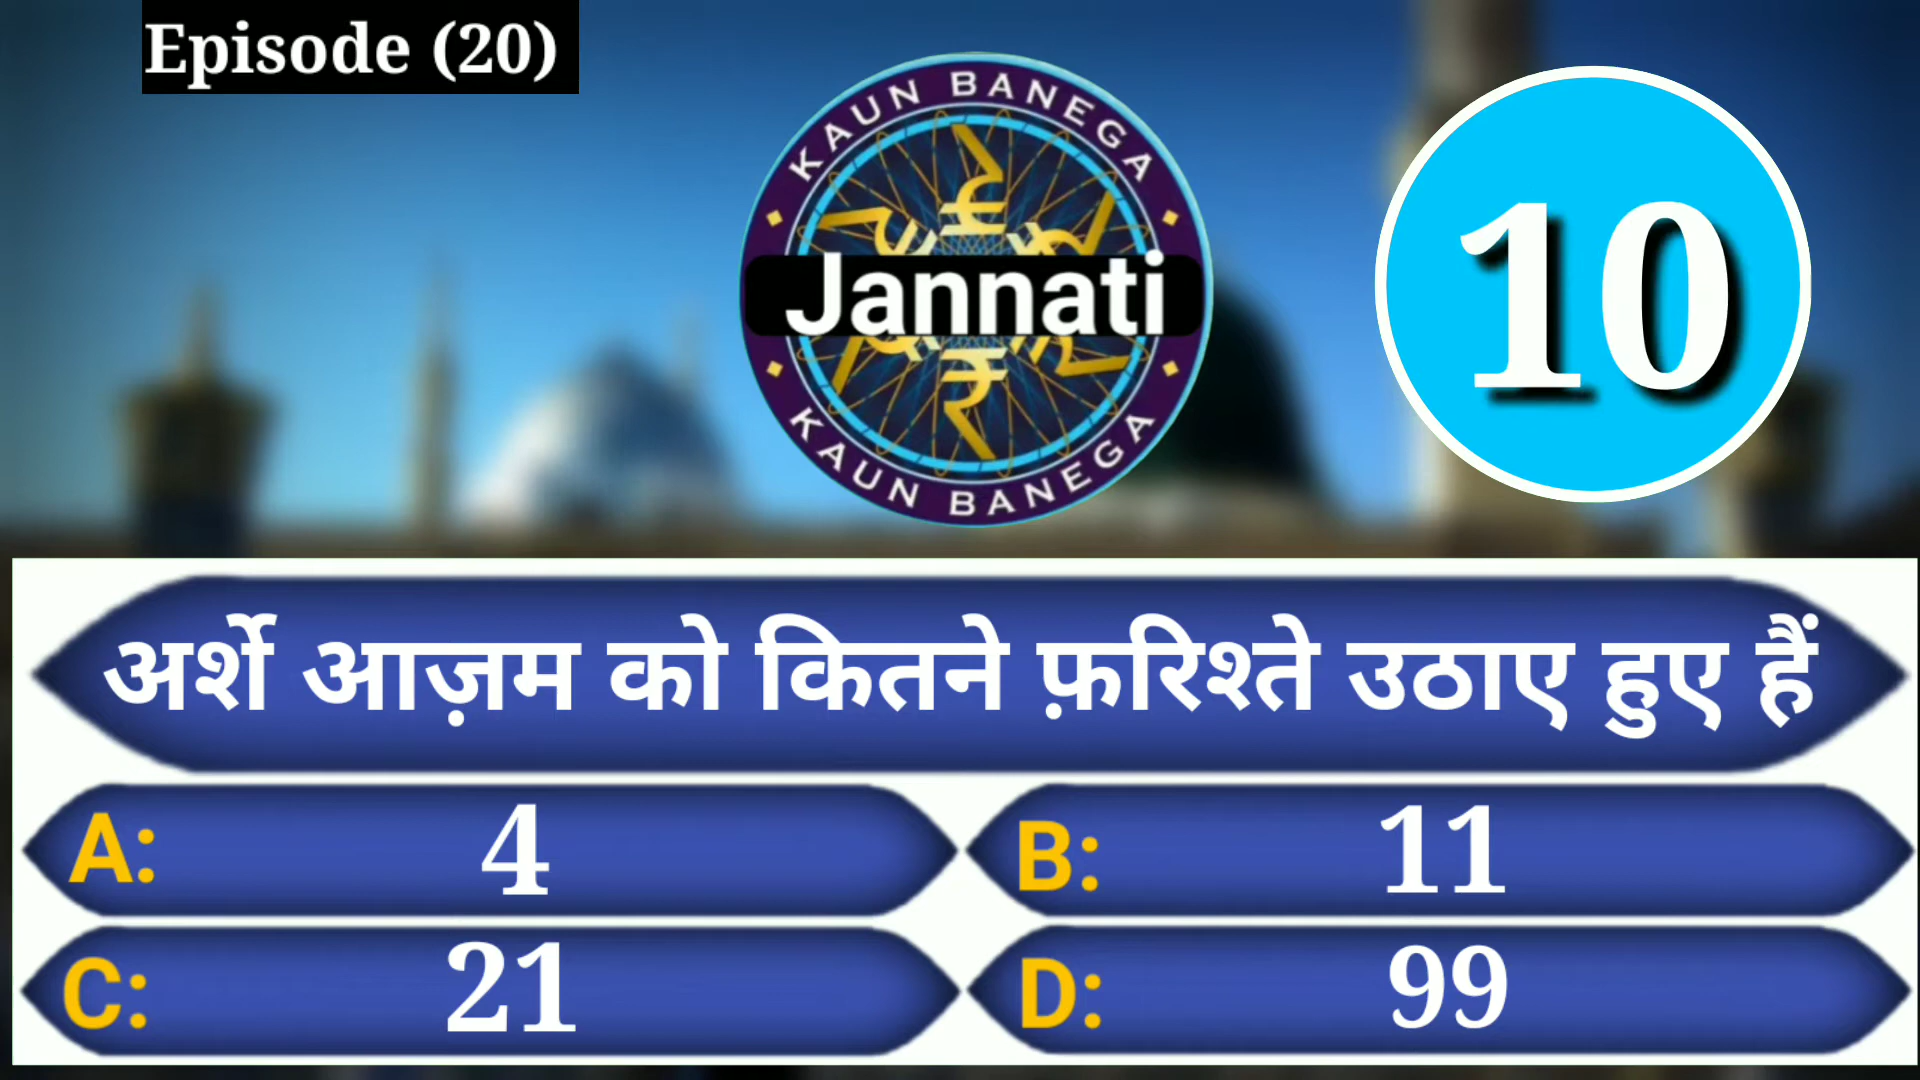 Episode (20)
KAUN BANEGA
Jannati
KAUN BANEGA
10
अर्शे आज़म को कितने फ़रिश्ते उठाए हुए हैं
A: 4
B: 11
C: 21
D: 99